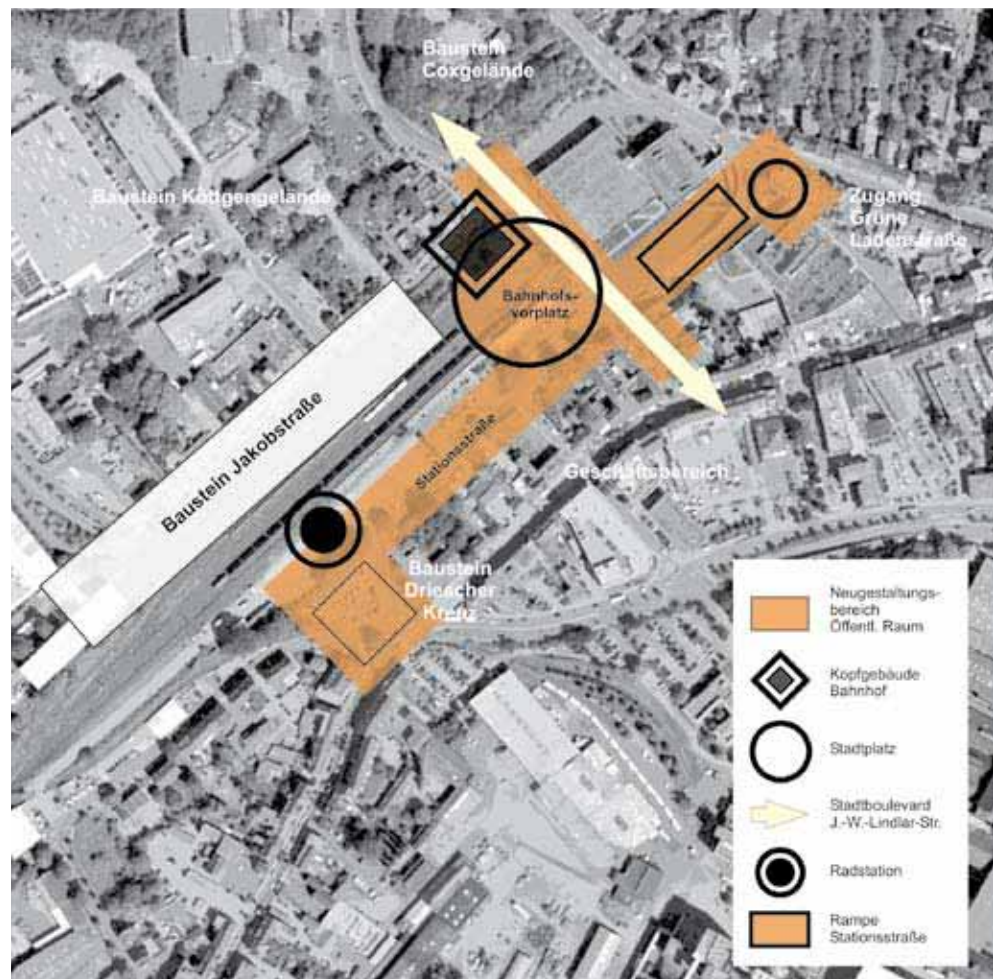 Baustein
Coxgelände
Baustein Köttgengelände
Zugang
Grüne
Ladenstraße
Bahnhofs-
vorplatz
Baustein Jakobstraße
Stationsstraße
Geschäftsbereich
Baustein
Driescher
Kreuz
Neugestaltungs-
bereich
Öffentl. Raum
Kopfgebäude
Bahnhof
Stadtplatz
Stadtboulevard
J.-W.-Lindlar-Str.
Radstation
Rampe
Stationsstraße